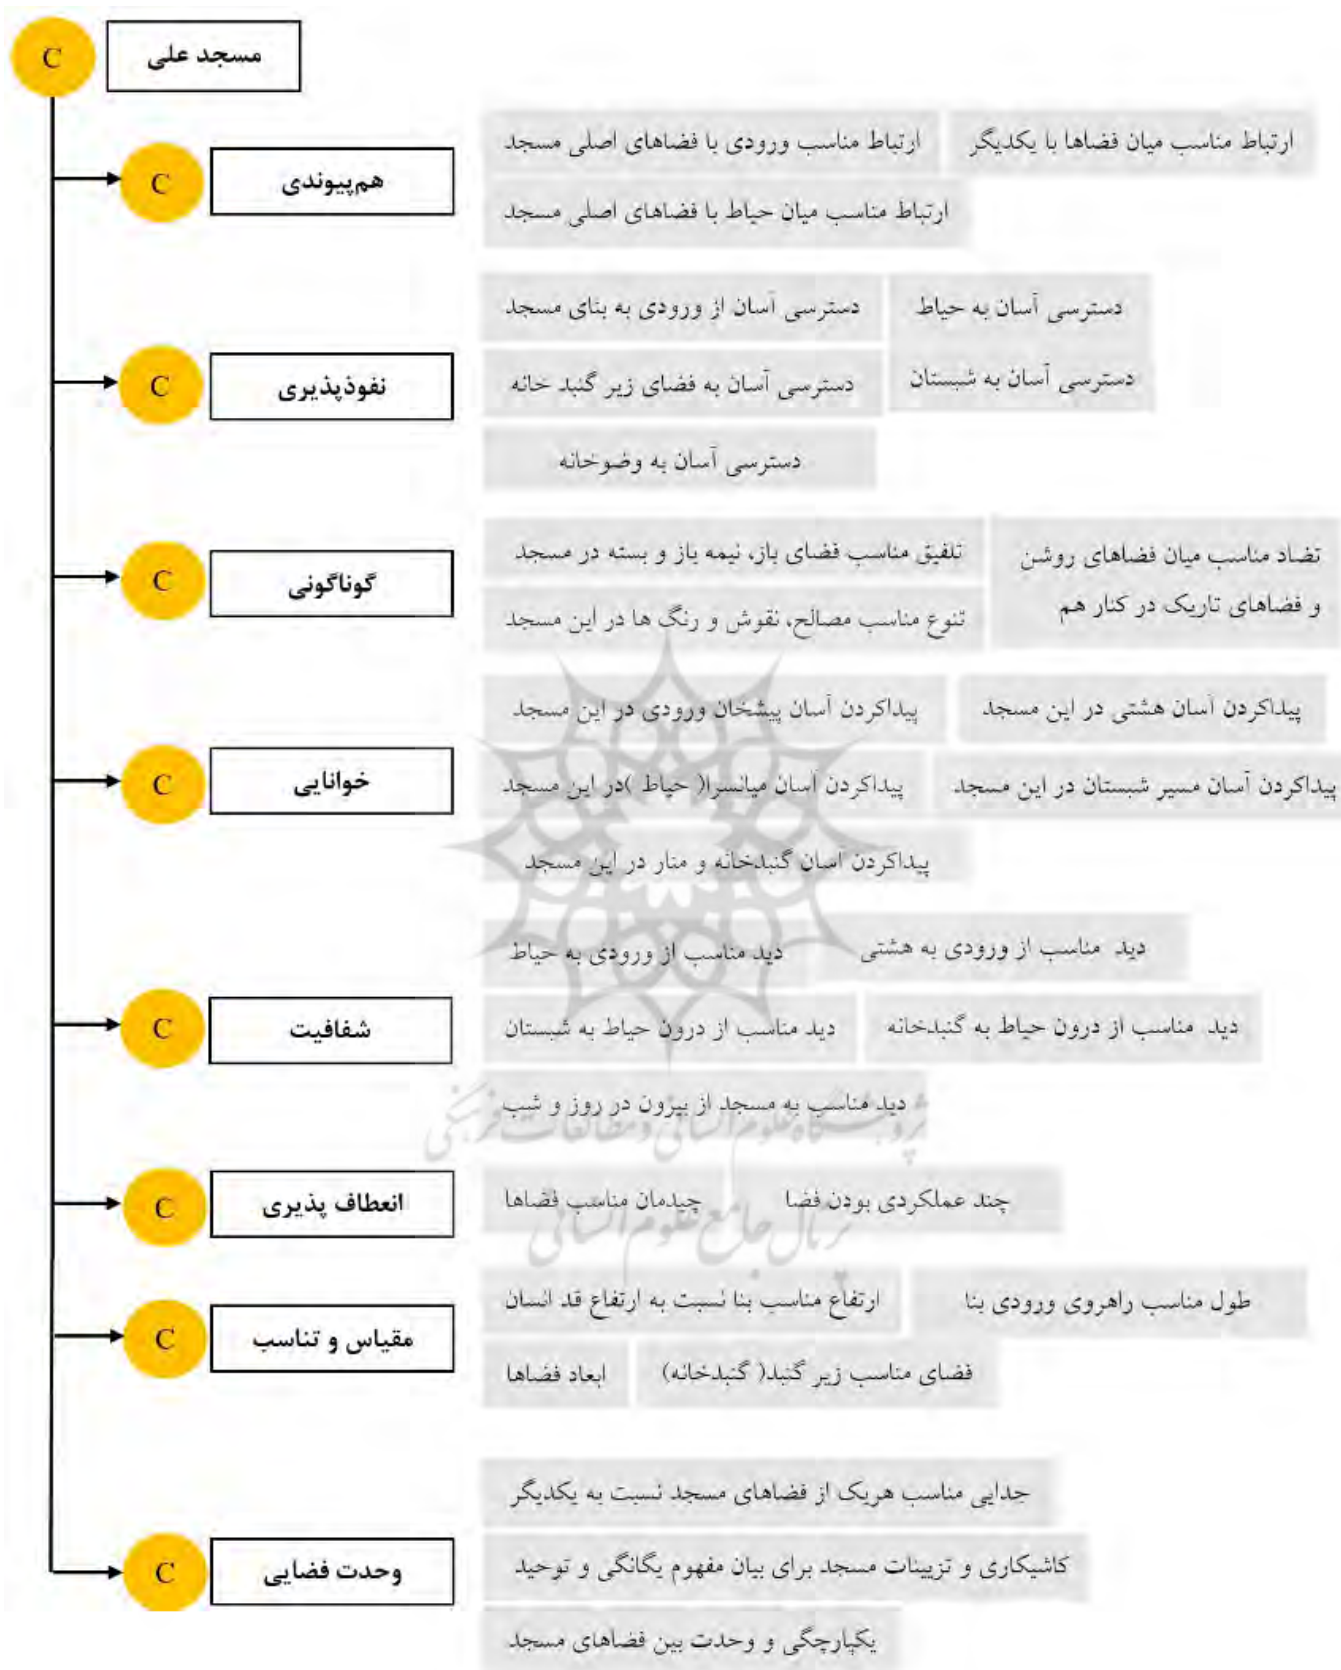 C
مسجد علی
C
هم‌پیوندی
ارتباط مناسب میان فضاها با یکدیگر
ارتباط مناسب ورودی با فضاهای اصلی مسجد
ارتباط مناسب میان حیاط با فضاهای اصلی مسجد
C
نفوذپذیری
دسترسی آسان به حیاط
دسترسی آسان از ورودی به بنای مسجد
دسترسی آسان به شبستان
دسترسی آسان به فضای زیر گنبد خانه
دسترسی آسان به وضوخانه
C
گوناگونی
تضاد مناسب میان فضاهای روشن
و فضاهای تاریک در کنار هم
تلفیق مناسب فضای باز، نیمه باز و بسته در مسجد
تنوع مناسب مصالح، نقوش و رنگ ها در این مسجد
C
خوانایی
پیداکردن آسان هشتی در این مسجد
پیداکردن آسان پیشخان ورودی در این مسجد
پیداکردن آسان مسیر شبستان در این مسجد
پیداکردن آسان میانسرا( حیاط )در این مسجد
پیداکردن آسان گنبدخانه و منار در این مسجد
C
شفافیت
دید مناسب از ورودی به هشتی
دید مناسب از ورودی به حیاط
دید مناسب از درون حیاط به گنبدخانه
دید مناسب از درون حیاط به شبستان
دید مناسب به مسجد از بیرون در روز و شب
پژوهشگاه علوم انسانی و مطالعات فرهنگی
C
انعطاف پذیری
چند عملکردی بودن فضا
چیدمان مناسب فضاها
پرتال جامع علوم انسانی
C
مقیاس و تناسب
طول مناسب راهروی ورودی بنا
ارتفاع مناسب بنا نسبت به ارتفاع قد انسان
فضای مناسب زیر گنبد( گنبدخانه)
ابعاد فضاها
C
وحدت فضایی
جدایی مناسب هریک از فضاهای مسجد نسبت به یکدیگر
کاشیکاری و تزیینات مسجد برای بیان مفهوم یگانگی و توحید
یکپارچگی و وحدت بین فضاهای مسجد